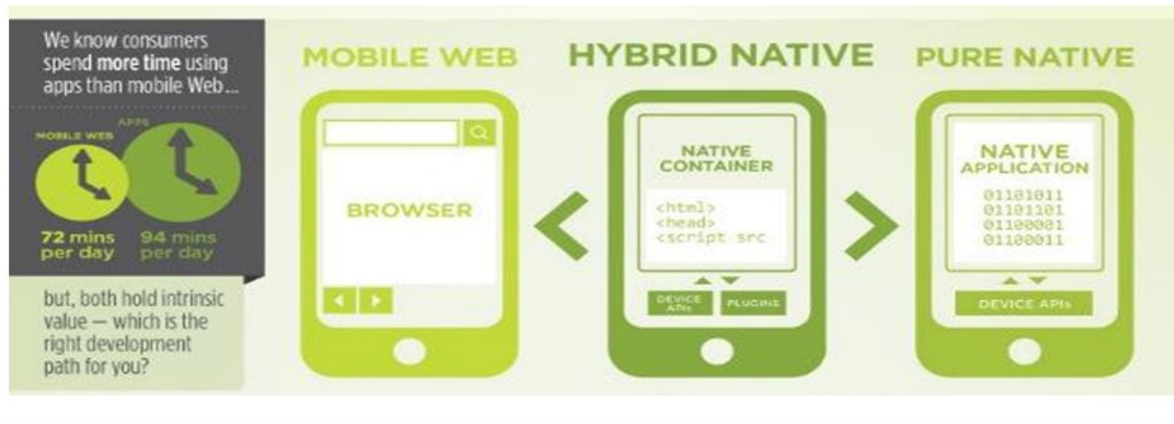 We know consumers
spend more time using
apps than mobile Web...
APPS
MOBILE WEB
72 mins
per day
94 mins
per day
but, both hold intrinsic
value — which is the
right development
path for you?
MOBILE WEB
BROWSER
HYBRID NATIVE
NATIVE
CONTAINER
<html>
<head>
<script src
DEVICE
APIs
PLUGINS
PURE NATIVE
NATIVE
APPLICATION
01101011
01101101
01100001
01100011
DEVICE APIs